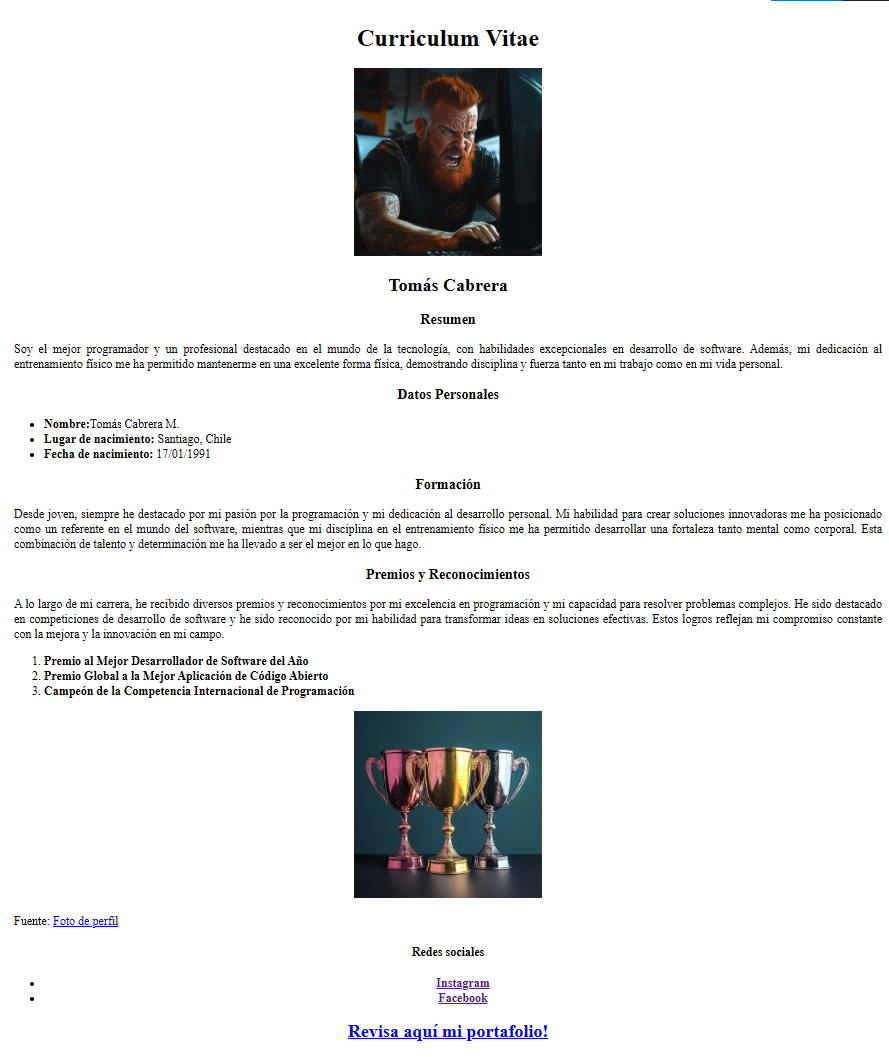 Curriculum Vitae
Tomás Cabrera
Resumen
Soy el mejor programador y un profesional destacado en el mundo de la tecnología, con habilidades excepcionales en desarrollo de software. Además, mi dedicación al
entrenamiento físico me ha permitido mantenerme en una excelente forma física, demostrando disciplina y fuerza tanto en mi trabajo como en mi vida personal.
Datos Personales
• Nombre:Tomás Cabrera M.
• Lugar de nacimiento: Santiago, Chile
• Fecha de nacimiento: 17/01/1991
Formación
Desde joven, siempre he destacado por mi pasión por la programación y mi dedicación al desarrollo personal. Mi habilidad para crear soluciones innovadoras me ha posicionado
como un referente en el mundo del software, mientras que mi disciplina en el entrenamiento físico me ha permitido desarrollar una fortaleza tanto mental como corporal. Esta
combinación de talento y determinación me ha llevado a ser el mejor en lo que hago.
Premios y Reconocimientos
A lo largo de mi carrera, he recibido diversos premios y reconocimientos por mi excelencia en programación y mi capacidad para resolver problemas complejos. He sido destacado
en competiciones de desarrollo de software y he sido reconocido por mi habilidad para transformar ideas en soluciones efectivas. Estos logros reflejan mi compromiso constante
con la mejora y la innovación en mi campo.
1. Premio al Mejor Desarrollador de Software del Año
2. Premio Global a la Mejor Aplicación de Código Abierto
3. Campeón de la Competencia Internacional de Programación
Fuente: Foto de perfil
Redes sociales
• Instagram
• Facebook
Revisa aquí mi portafolio!